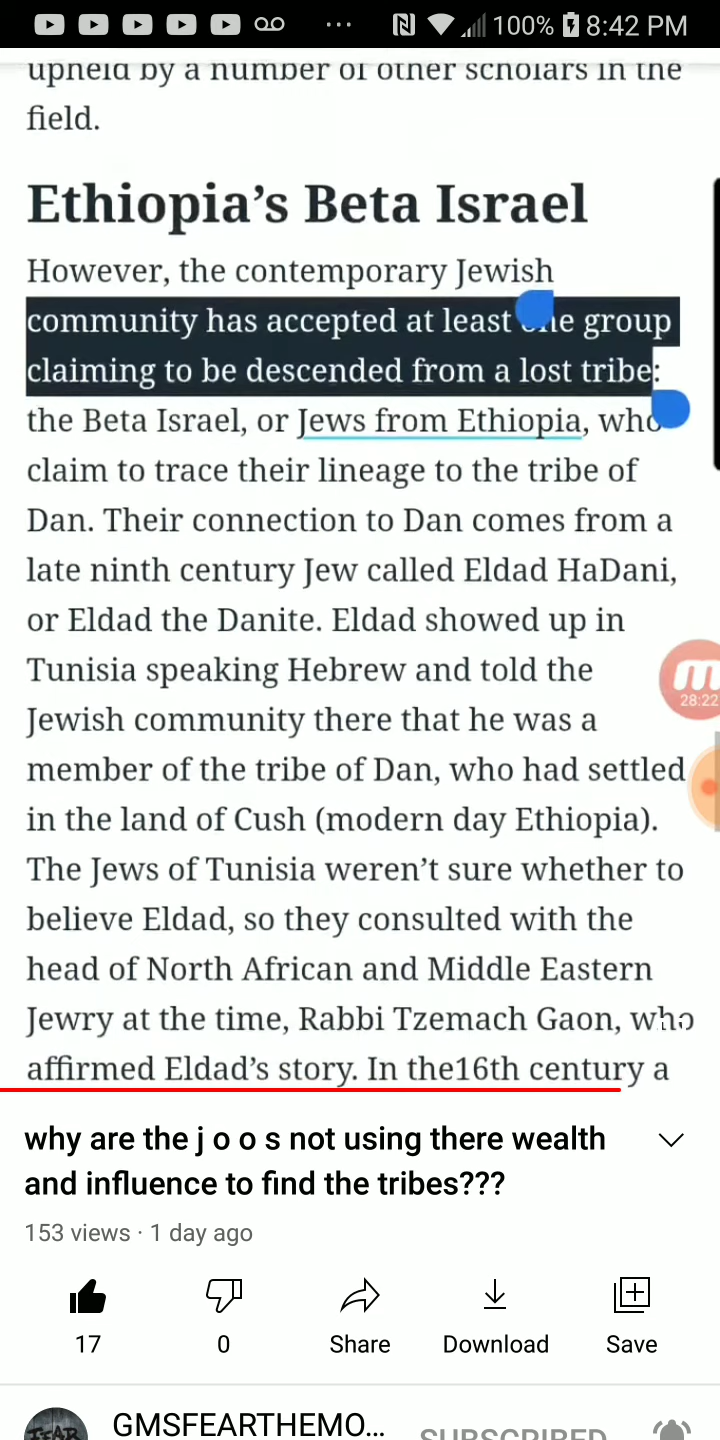 100% 8:42 PM
upheld by a number of other scholars in the
field.
Ethiopia’s Beta Israel
However, the contemporary Jewish
community has accepted at least one group
claiming to be descended from a lost tribe:
the Beta Israel, or Jews from Ethiopia, who
claim to trace their lineage to the tribe of
Dan. Their connection to Dan comes from a
late ninth century Jew called Eldad HaDani,
or Eldad the Danite. Eldad showed up in
Tunisia speaking Hebrew and told the
28:22
Jewish community there that he was a
member of the tribe of Dan, who had settled
in the land of Cush (modern day Ethiopia).
The Jews of Tunisia weren’t sure whether to
believe Eldad, so they consulted with the
head of North African and Middle Eastern
Jewry at the time, Rabbi Tzemach Gaon, who
affirmed Eldad’s story. In the16th century a
why are the j o o s not using there wealth
and influence to find the tribes???
153 views · 1 day ago
17 0 Share Download Save
GMSFEARTHEMO...
SUBSCRIBED